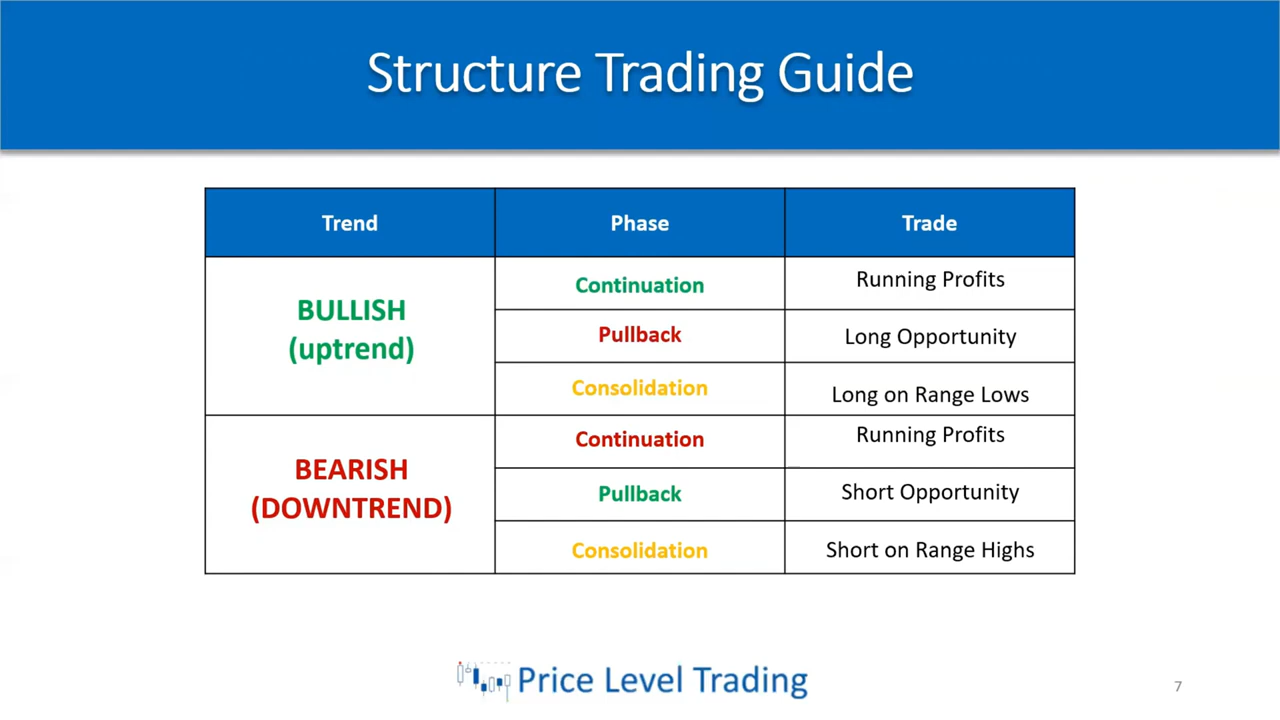 Structure Trading Guide
Trend Phase Trade
BULLISH
(uptrend)
Continuation Running Profits
Pullback Long Opportunity
Consolidation Long on Range Lows
BEARISH
(DOWNTREND)
Continuation Running Profits
Pullback Short Opportunity
Consolidation Short on Range Highs
Price Level Trading
7